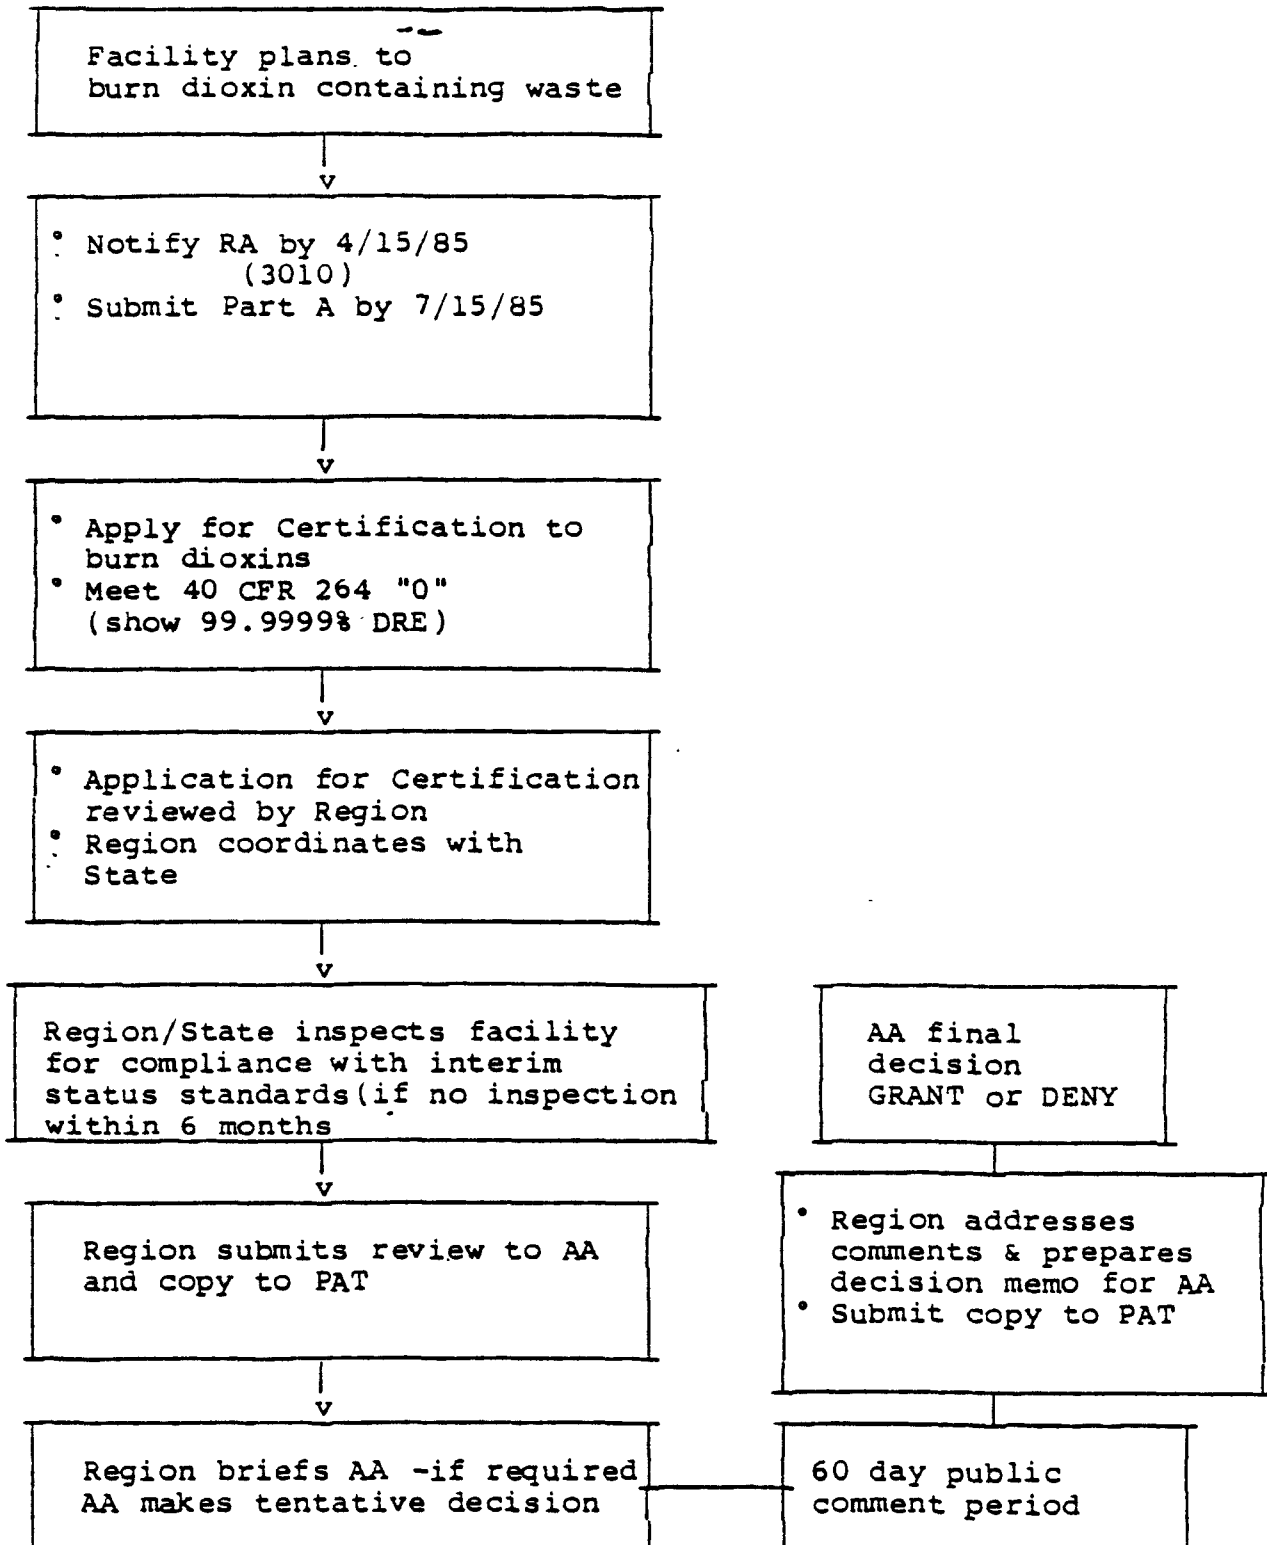 Facility plans to
burn dioxin containing waste
v
° Notify RA by 4/15/85
(3010)
° Submit Part A by 7/15/85
v
° Apply for Certification to
burn dioxins
° Meet 40 CFR 264 "O"
(show 99.9999% DRE)
v
° Application for Certification
reviewed by Region
° Region coordinates with
State
v
Region/State inspects facility
for compliance with interim
status standards(if no inspection
within 6 months
v
Region submits review to AA
and copy to PAT
v
Region briefs AA -if required
AA makes tentative decision
60 day public
comment period
° Region addresses
comments & prepares
decision memo for AA
° Submit copy to PAT
AA final
decision
GRANT or DENY